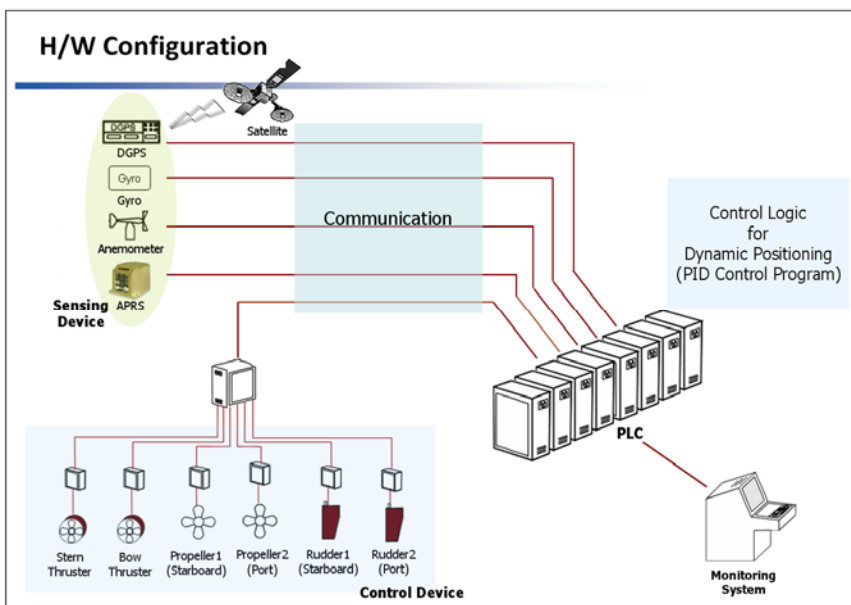 H/W Configuration
Satellite
DGPS
DGPS
Gyro
Gyro
Anemometer
APRS
Sensing
Device
Communication
Control Logic
for
Dynamic Positioning
(PID Control Program)
PLC
Stern
Thruster
Bow
Thruster
Propeller1
(Starboard)
Propeller2
(Port)
Rudder1
(Starboard)
Rudder2
(Port)
Control Device
Monitoring
System